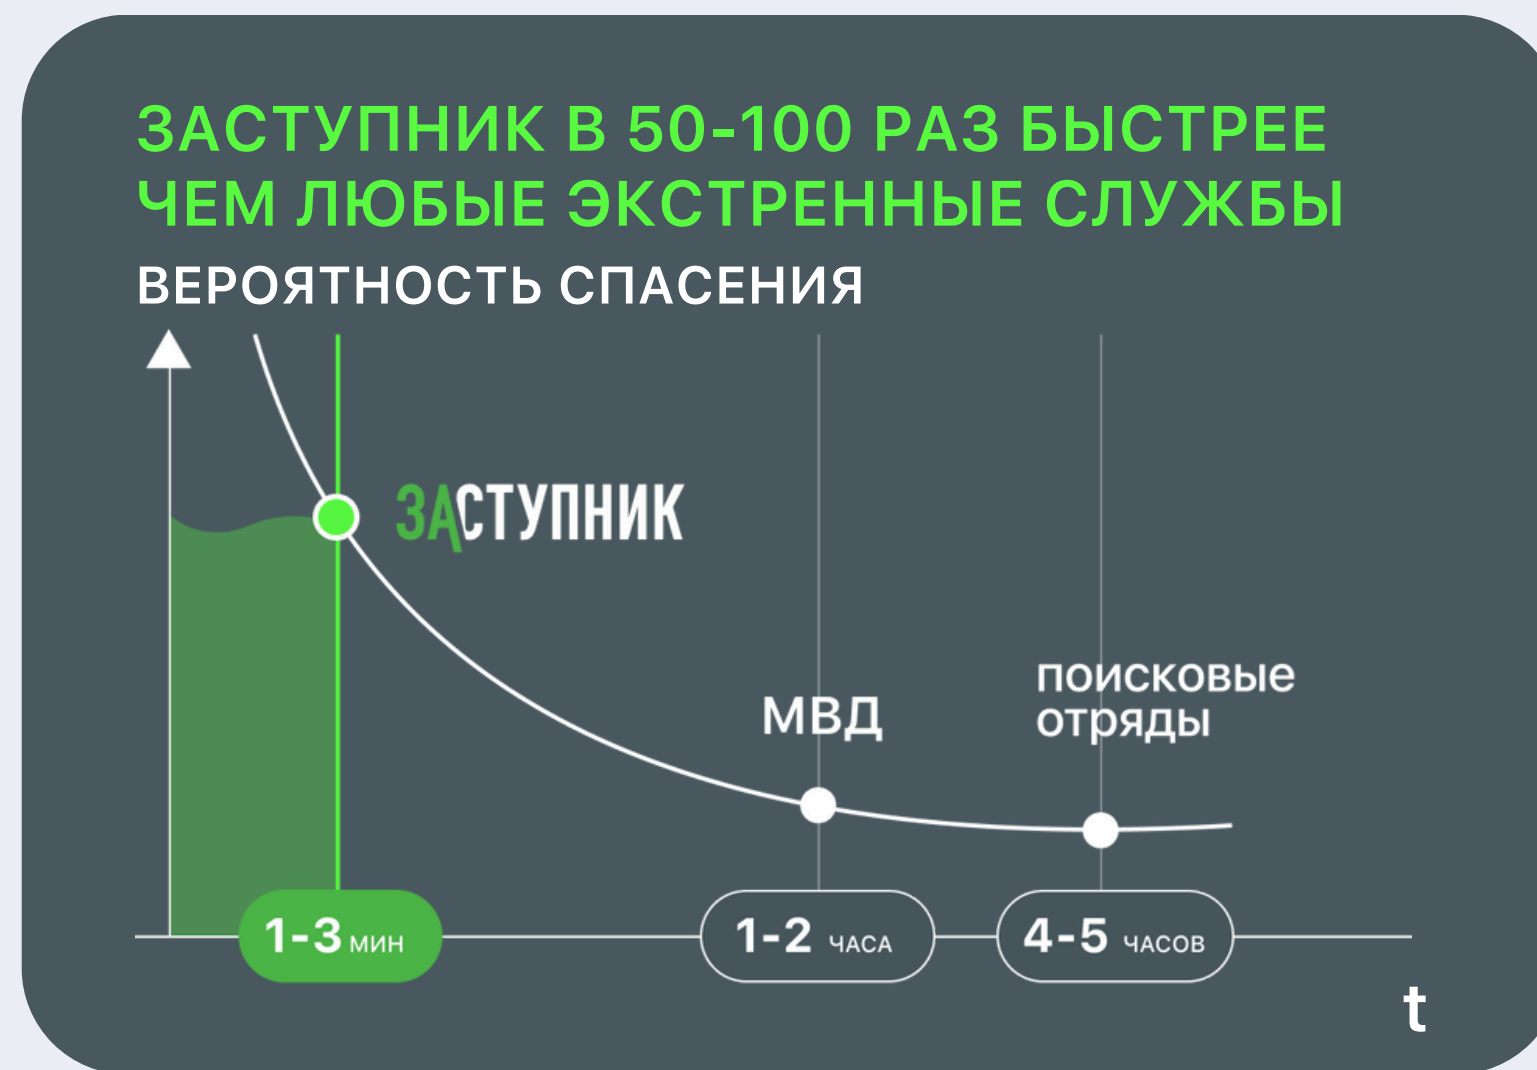 ЗАСТУПНИК В 50-100 РАЗ БЫСТРЕЕ
ЧЕМ ЛЮБЫЕ ЭКСТРЕННЫЕ СЛУЖБЫ
ВЕРОЯТНОСТЬ СПАСЕНИЯ
ЗАСТУПНИК
МВД
поисковые
отряды
1-3 мин
1-2 часа
4-5 часов
t